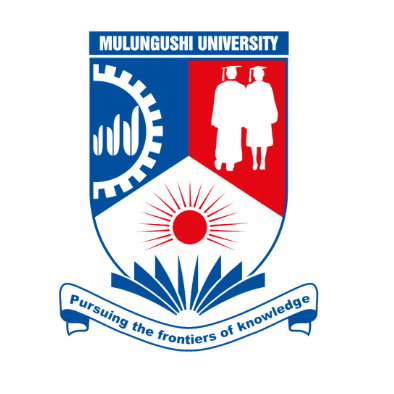 MULUNGUSHI UNIVERSITY
Pursuing the frontiers of knowledge